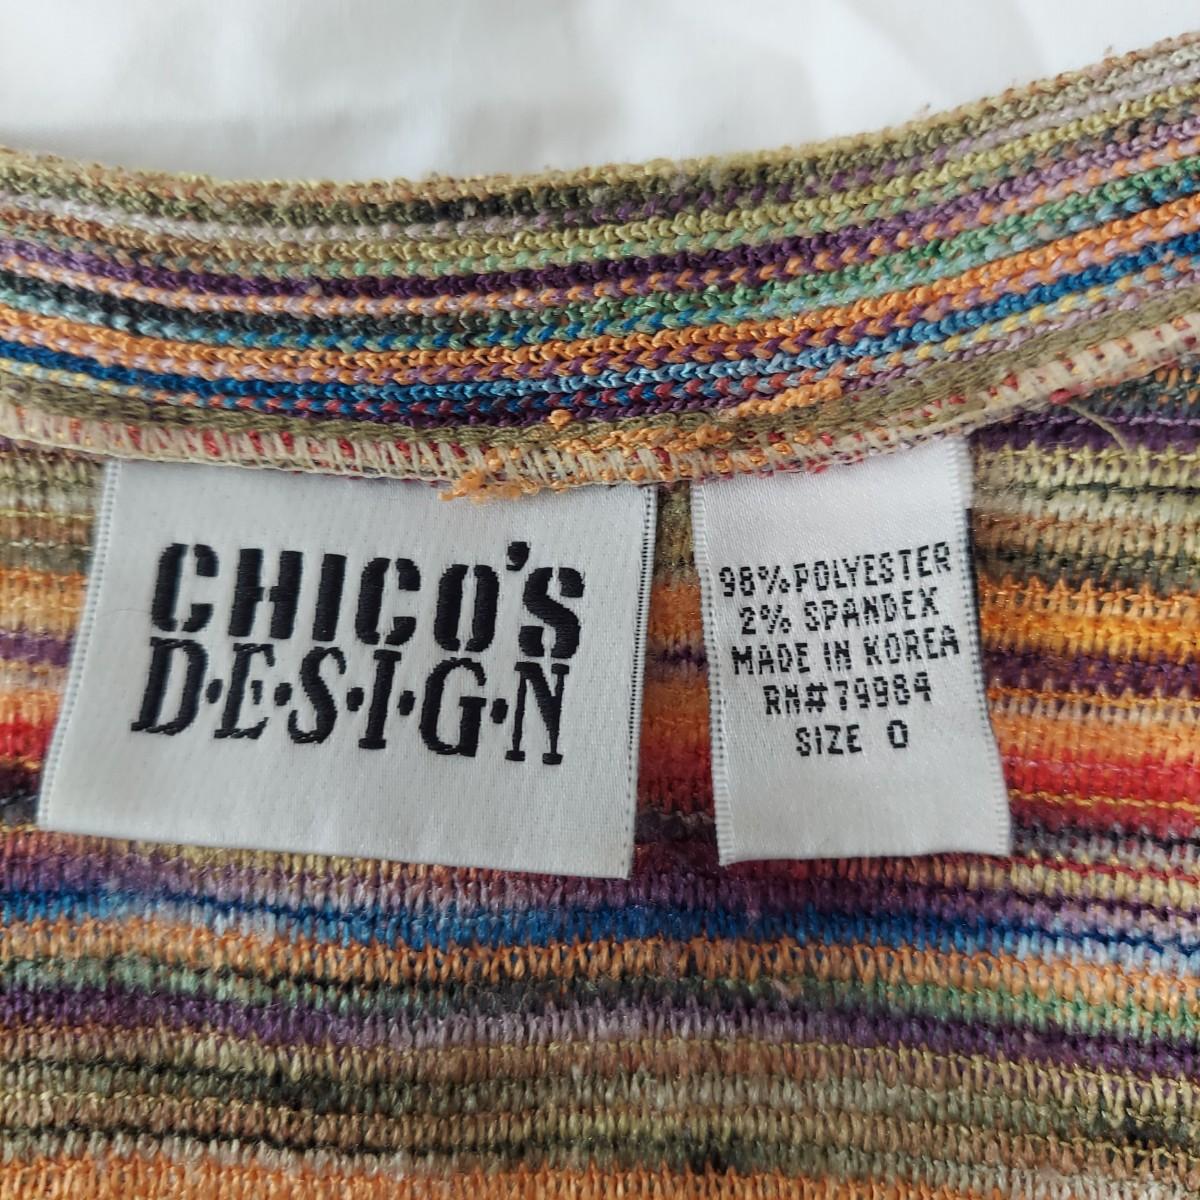 CHICO'S
D·E·S·I·G·N
98% POLYESTER
2% SPANDEX
MADE IN KOREA
RN# 79984
SIZE 0